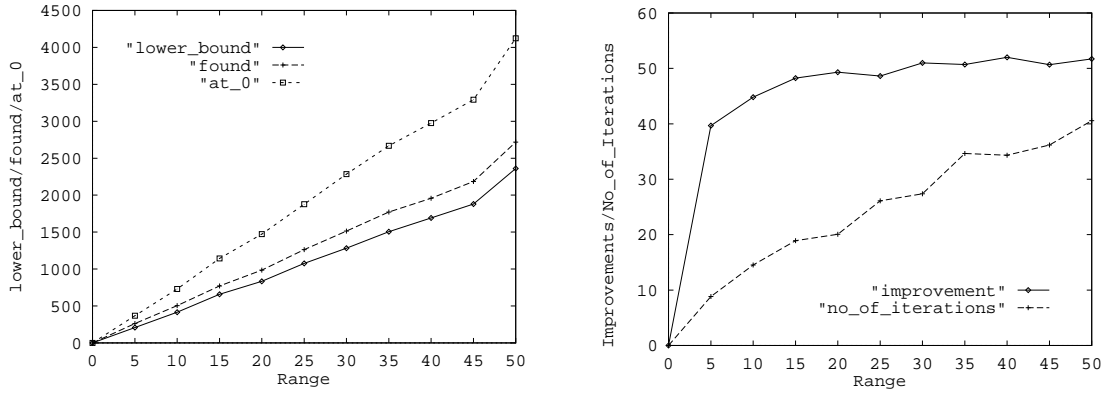 lower_bound/found/at_0
4500
4000
3500
3000
2500
2000
1500
1000
500
0
"lower_bound"
"found"
"at_0"
0 5 10 15 20 25 30 35 40 45 50
Range
Improvements/No_of_Iterations
60
50
40
30
20
10
0
"improvement"
"no_of_iterations"
0 5 10 15 20 25 30 35 40 45 50
Range